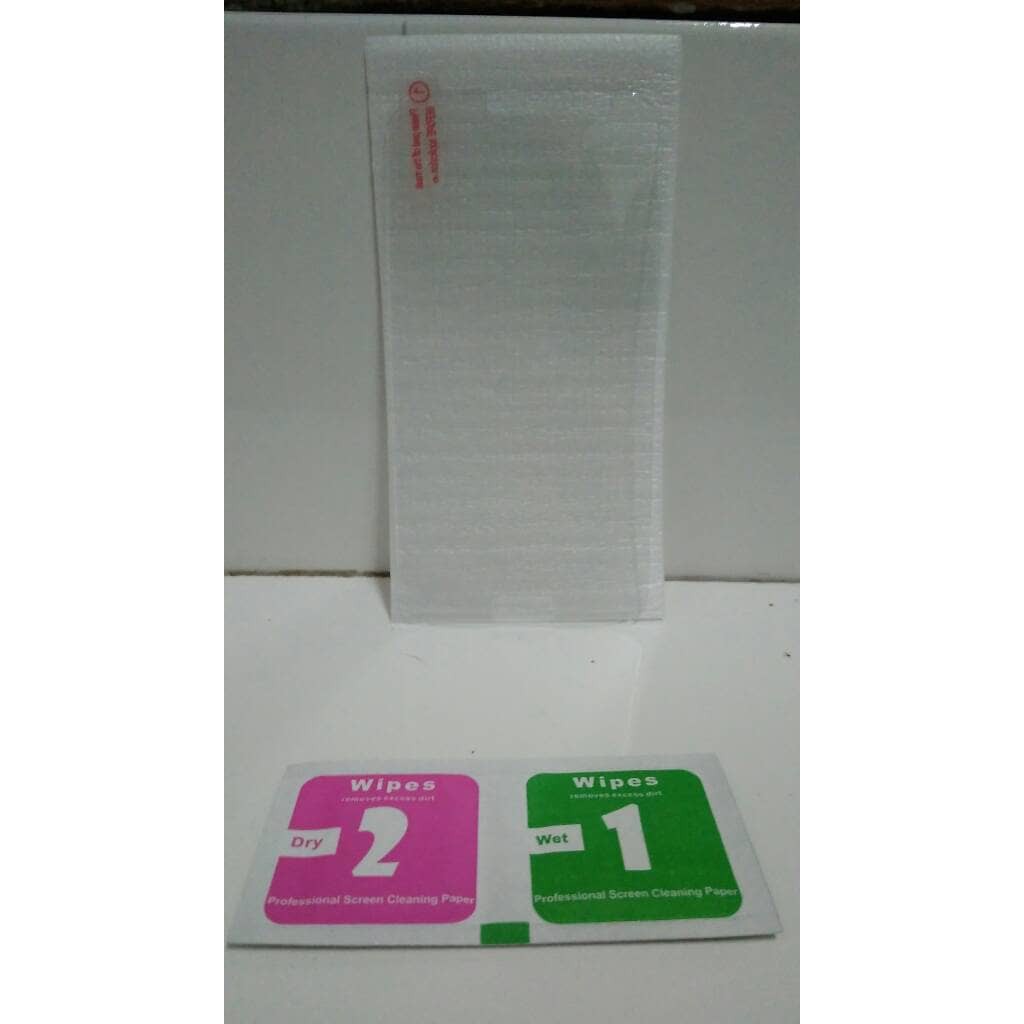 Wipes
removes excess dirt
Dry
2
Professional Screen Cleaning Paper
Wipes
removes excess dirt
Wet
1
Professional Screen Cleaning Paper